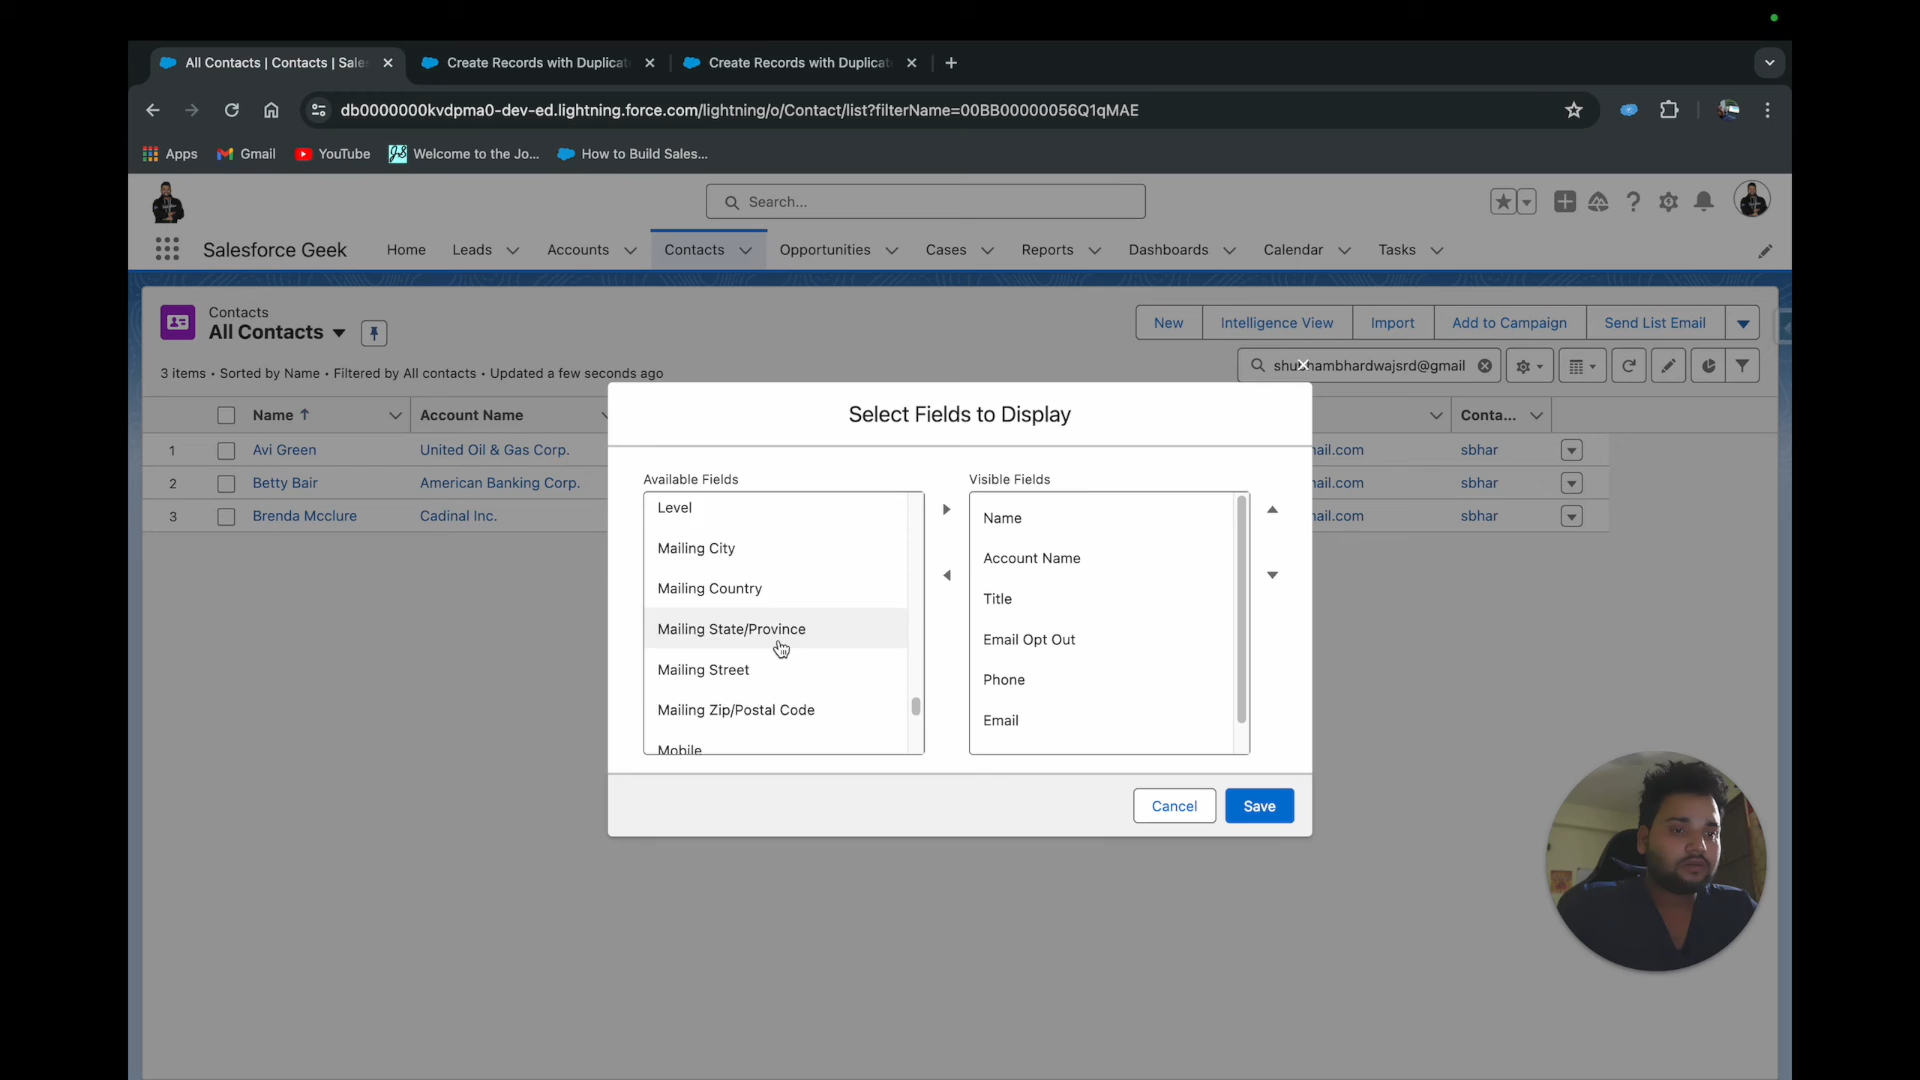 All Contacts | Contacts | Sale
Create Records with Duplicat
Create Records with Duplicat
db0000000kvdpma0-dev-ed.lightning.force.com/lightning/o/Contact/list?filterName=00BB00000056Q1qMAE
Apps
Gmail
YouTube
Welcome to the Jo...
How to Build Sales...
Search...
Salesforce Geek
Home
Leads
Accounts
Contacts
Opportunities
Cases
Reports
Dashboards
Calendar
Tasks
Contacts
All Contacts
New
Intelligence View
Import
Add to Campaign
Send List Email
3 items • Sorted by Name • Filtered by All contacts • Updated a few seconds ago
Name
Account Name
Conta...
1 Avi Green United Oil & Gas Corp. ail.com sbhar
2 Betty Bair American Banking Corp. ail.com sbhar
3 Brenda Mcclure Cadinal Inc. ail.com sbhar
Select Fields to Display
Available Fields
Level
Mailing City
Mailing Country
Mailing State/Province
Mailing Street
Mailing Zip/Postal Code
Mobile
Visible Fields
Name
Account Name
Title
Email Opt Out
Phone
Email
Cancel
Save